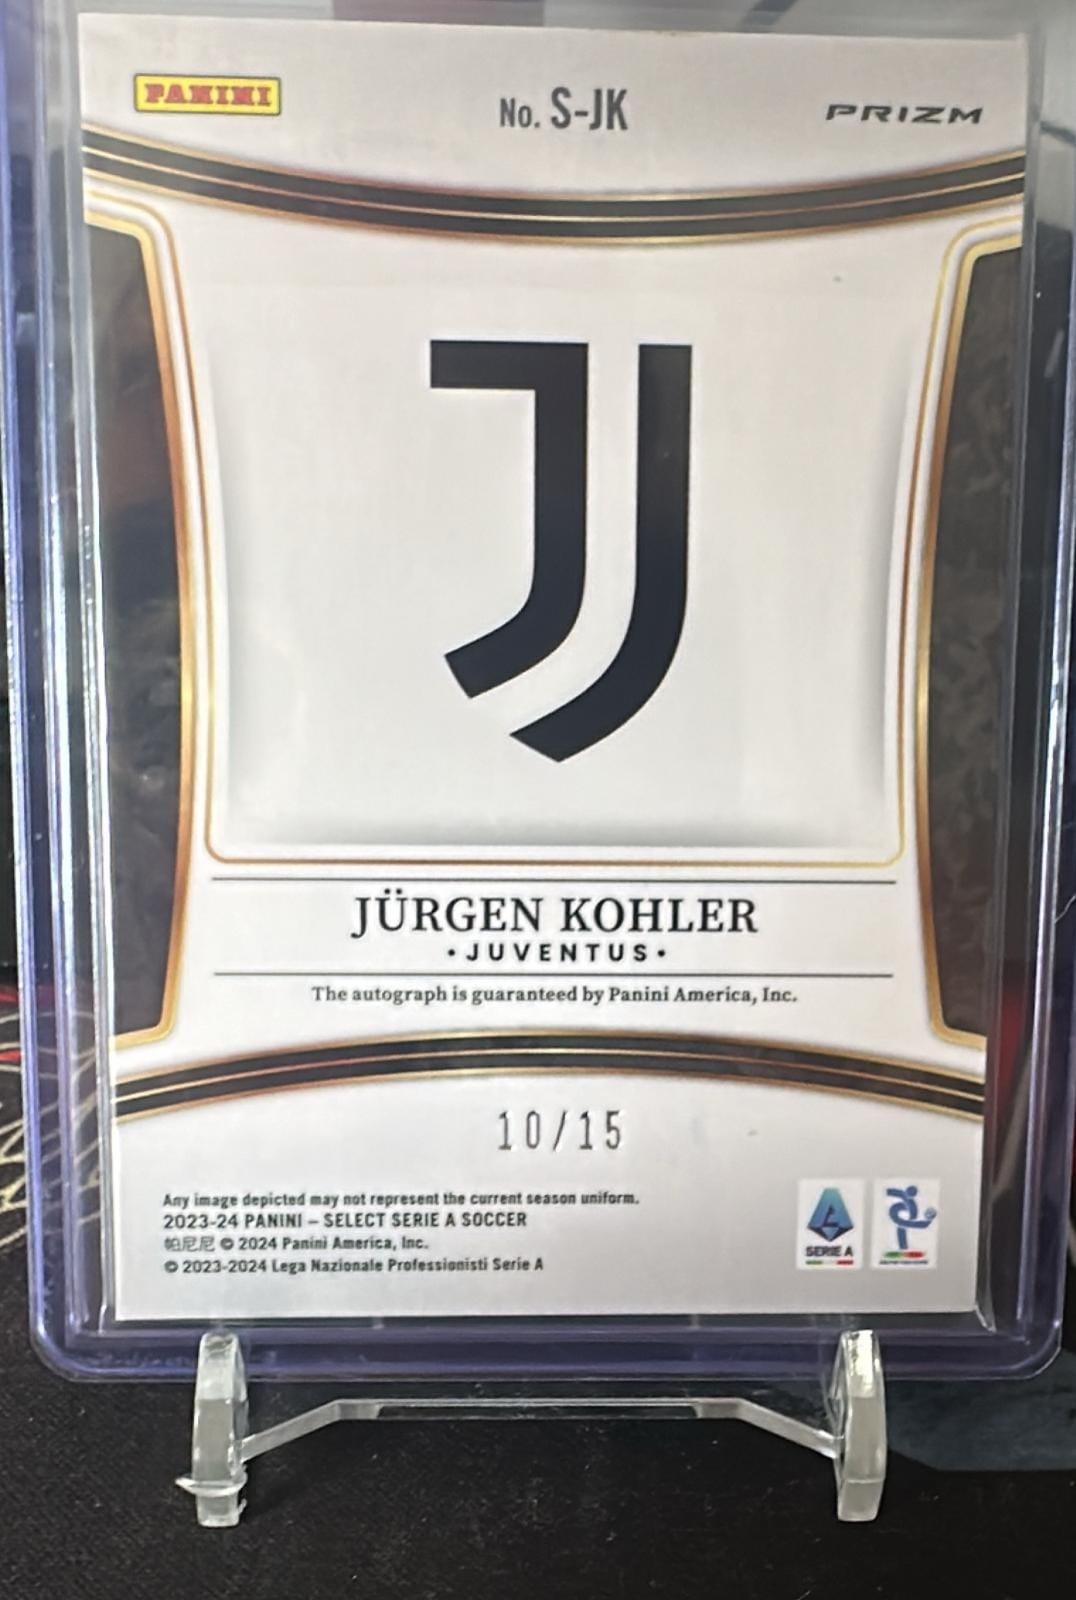 PANINI
No. S-JK
PRIZM
JÜRGEN KOHLER
• JUVENTUS •
The autograph is guaranteed by Panini America, Inc.
10/15
Any image depicted may not represent the current season uniform.
2023-24 PANINI – SELECT SERIE A SOCCER
帕尼尼 © 2024 Panini America, Inc.
© 2023-2024 Lega Nazionale Professionisti Serie A
SERIE A